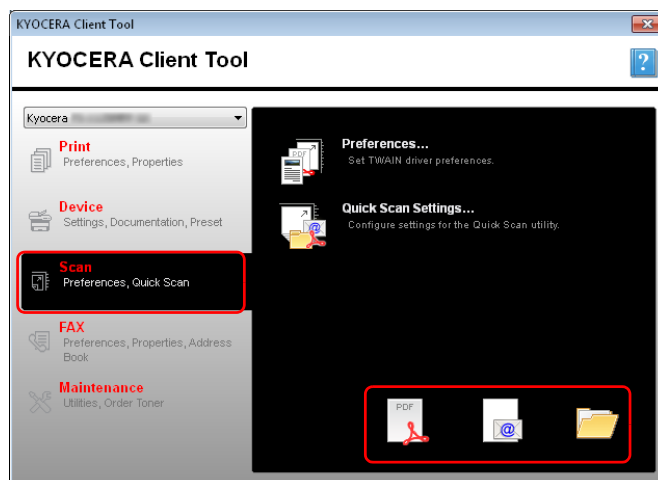 KYOCERA Client Tool
KYOCERA Client Tool
?
Kyocera
Print
Preferences, Properties
Device
Settings, Documentation, Preset
Scan
Preferences, Quick Scan
FAX
Preferences, Properties, Address
Book
Maintenance
Utilities, Order Toner
PDF
Preferences...
Set TWAIN driver preferences.
@
Quick Scan Settings...
Configure settings for the Quick Scan utility.
PDF
@